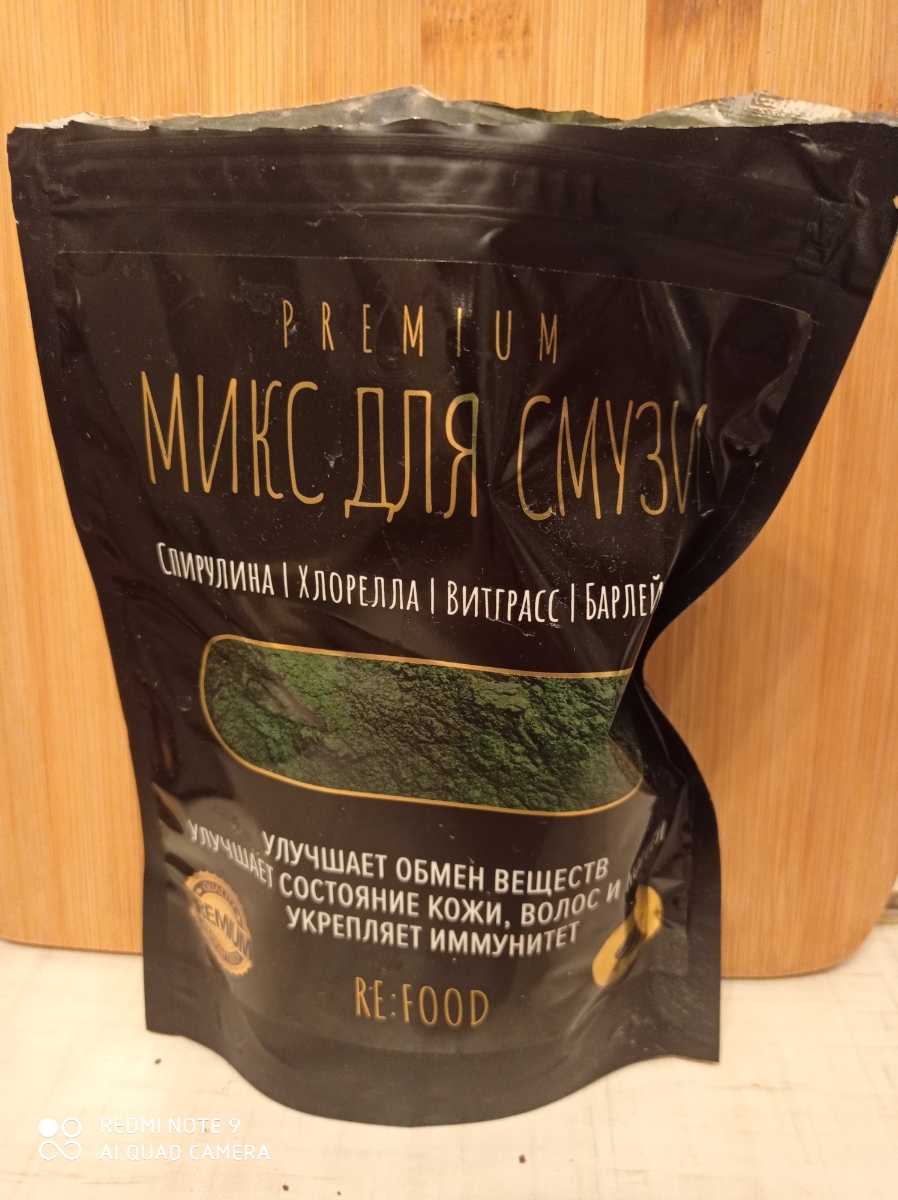 PREMIUM
МИКС ДЛЯ СМУЗИ
Спирулина | Хлорелла | Витграсс | Барлей
УЛУЧШАЕТ ОБМЕН ВЕЩЕСТВ
УЛУЧШАЕТ СОСТОЯНИЕ КОЖИ, ВОЛОС И
УКРЕПЛЯЕТ ИММУНИТЕТ
PREMIUM
RE:FOOD
REDMI NOTE 9
AI QUAD CAMERA